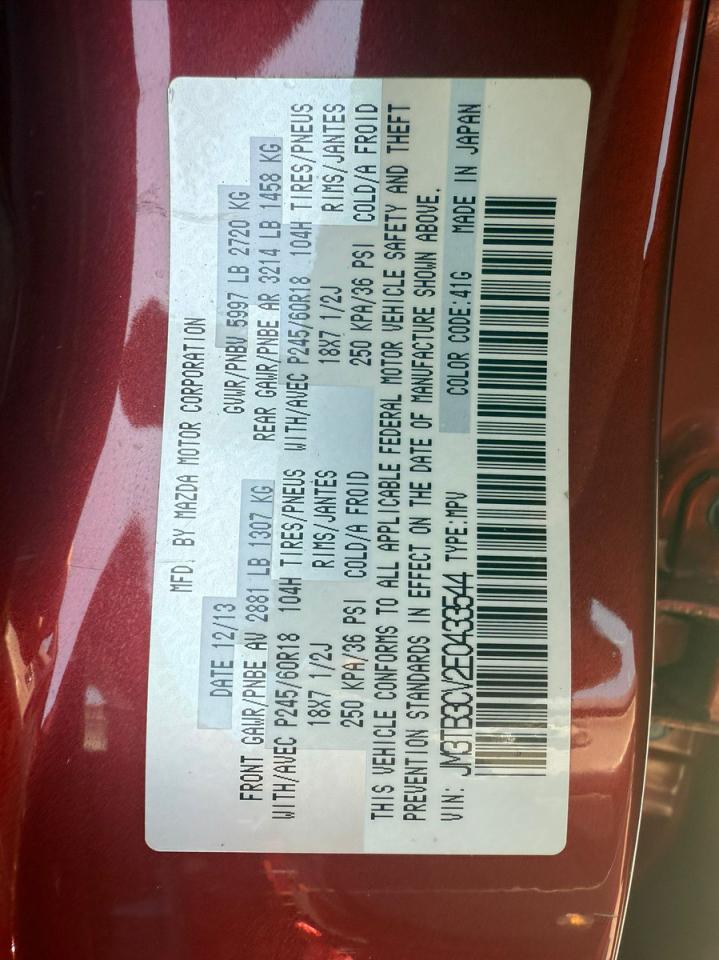 MFD. BY MAZDA MOTOR CORPORATION
DATE 12/13 GVWR/PNBV 5997 LB 2720 KG
FRONT GAWR/PNBE AV 2881 LB 1307 KG REAR GAWR/PNBE AR 3214 LB 1458 KG
WITH/AVEC P245/60R18 104H TIRES/PNEUS WITH/AVEC P245/60R18 104H TIRES/PNEUS
18X7 1/2J RIMS/JANTES 18X7 1/2J RIMS/JANTES
250 KPA/36 PSI COLD/A FROID 250 KPA/36 PSI COLD/A FROID
THIS VEHICLE CONFORMS TO ALL APPLICABLE FEDERAL MOTOR VEHICLE SAFETY AND THEFT
PREVENTION STANDARDS IN EFFECT ON THE DATE OF MANUFACTURE SHOWN ABOVE.
VIN: JM3TB3CV2E0433544 TYPE:MPV COLOR CODE:41G MADE IN JAPAN